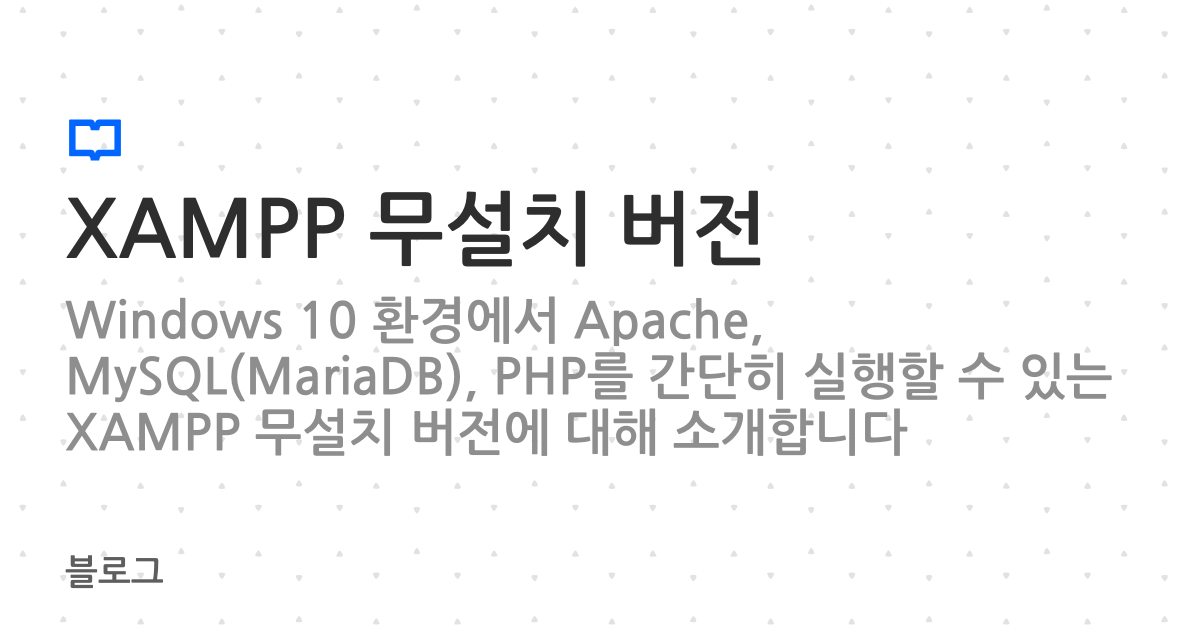 XAMPP 무설치 버전
Windows 10 환경에서 Apache,
MySQL(MariaDB), PHP를 간단히 실행할 수 있는
XAMPP 무설치 버전에 대해 소개합니다
블로그